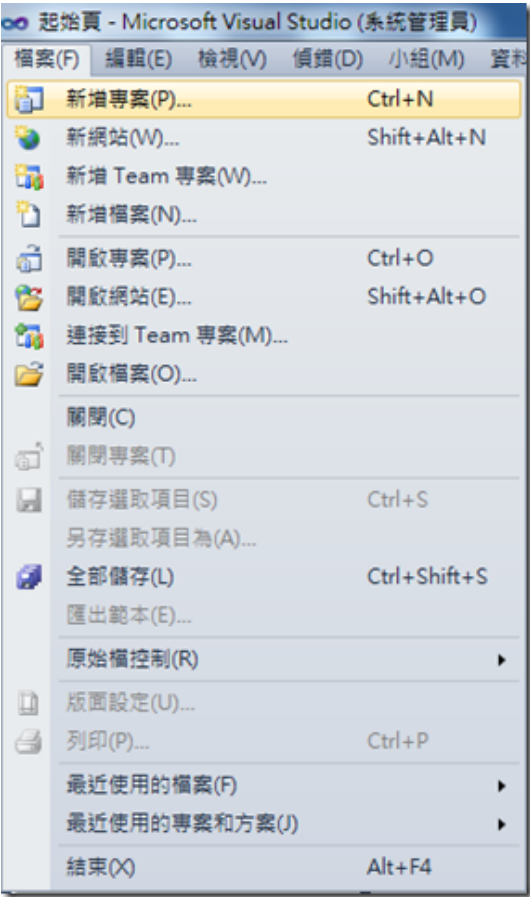 起始頁 - Microsoft Visual Studio (系統管理員)
檔案(F) 編輯(E) 檢視(V) 偵錯(D) 小組(M) 資料
新增專案(P)... Ctrl+N
新網站(W)... Shift+Alt+N
新增 Team 專案(W)...
新增檔案(N)...
開啟專案(P)... Ctrl+O
開啟網站(E)... Shift+Alt+O
連接到 Team 專案(M)...
開啟檔案(O)...
關閉(C)
關閉專案(T)
儲存選取項目(S) Ctrl+S
另存選取項目為(A)...
全部儲存(L) Ctrl+Shift+S
匯出範本(E)...
原始檔控制(R)
版面設定(U)...
列印(P)... Ctrl+P
最近使用的檔案(F)
最近使用的專案和方案(J)
結束(X) Alt+F4